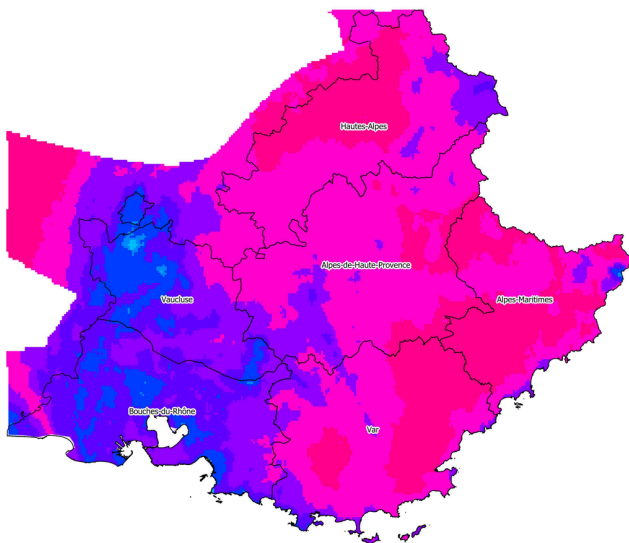 Hautes-Alpes
Alpes-de-Haute-Provence
Vaucluse
Alpes-Maritimes
Bouches-du-Rhône
Var